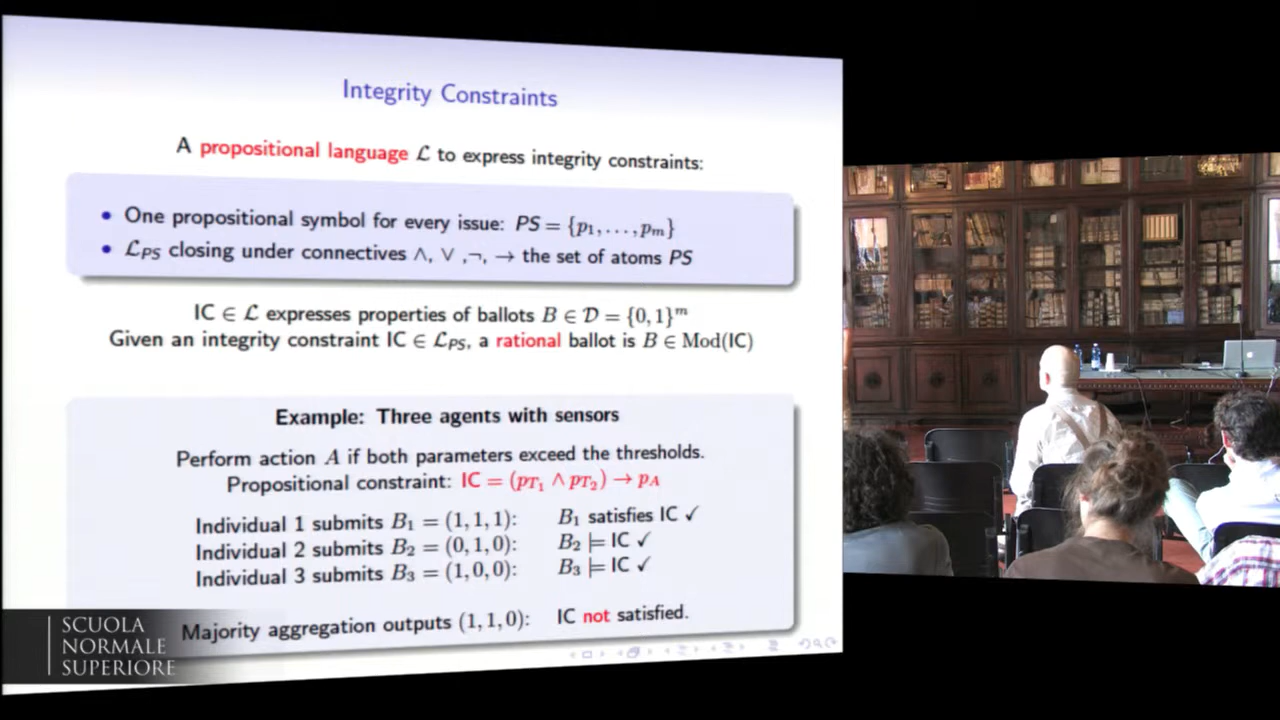 Integrity Constraints
A propositional language ℒ to express integrity constraints:
• One propositional symbol for every issue: PS = {p₁,...,pₘ}
• ℒ_PS closing under connectives ∧, ∨ ,¬, → the set of atoms PS
IC ∈ ℒ expresses properties of ballots B ∈ 𝒟 = {0,1}ᵐ
Given an integrity constraint IC ∈ ℒ_PS, a rational ballot is B ∈ Mod(IC)
Example: Three agents with sensors
Perform action A if both parameters exceed the thresholds.
Propositional constraint: IC = (p_T₁ ∧ p_T₂) → p_A
Individual 1 submits B₁ = (1,1,1): B₁ satisfies IC ✓
Individual 2 submits B₂ = (0,1,0): B₂ ⊨ IC ✓
Individual 3 submits B₃ = (1,0,0): B₃ ⊨ IC ✓
Majority aggregation outputs (1,1,0): IC not satisfied.
SCUOLA
NORMALE
SUPERIORE